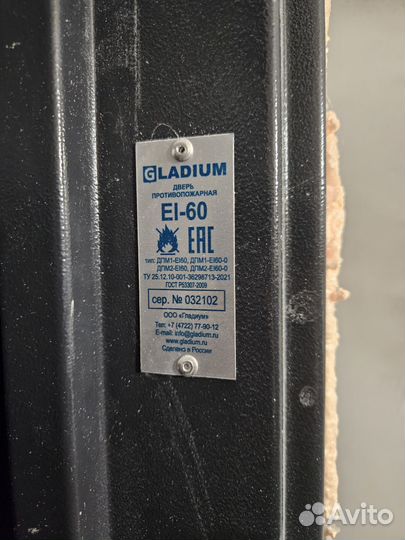 GLADIUM
ДВЕРЬ
ПРОТИВОПОЖАРНАЯ
EI-60
EAC
тип: ДПМ1-EI60, ДПМ1-EI60-0
ДПМ2-EI60, ДПМ2-EI60-0
ТУ 25.12.10-001-36298713-2021
ГОСТ Р53307-2009
сер. № 032102
ООО «Гладиум»
Тел: +7 (4722) 77-90-12
E-mail: info@gladium.ru
www.gladium.ru
Сделано в России
Avito